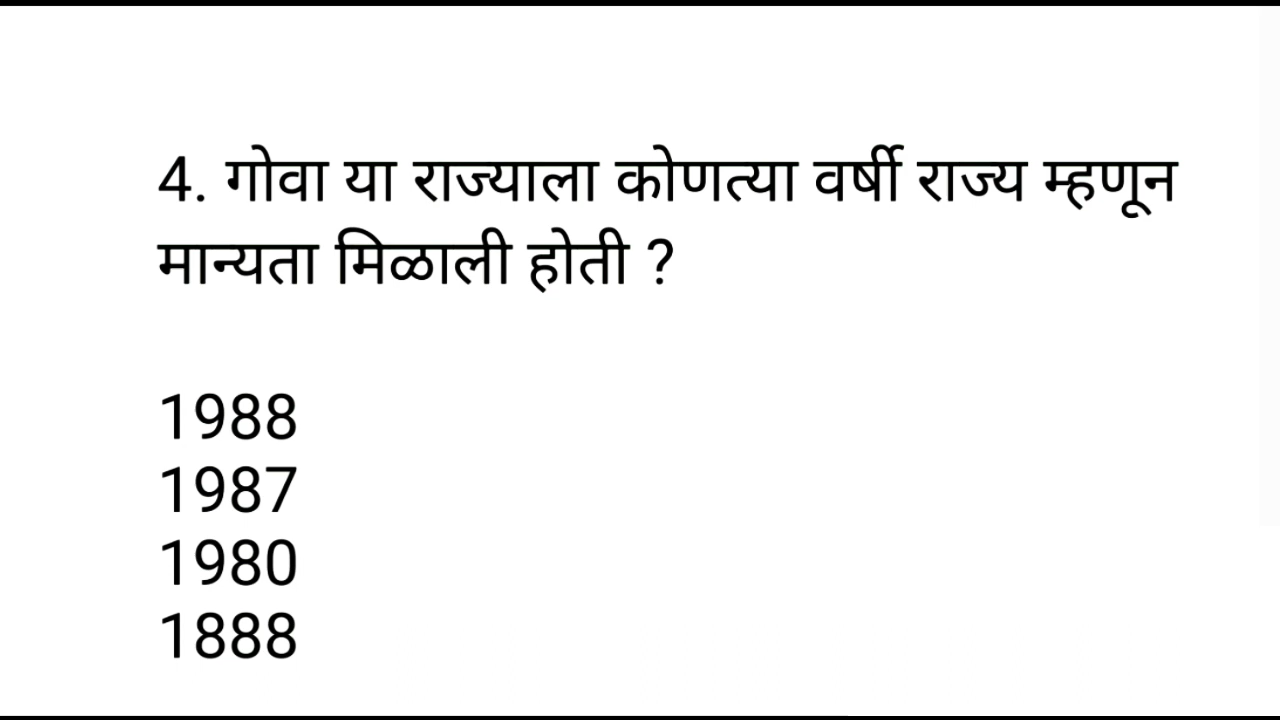 4. गोवा या राज्याला कोणत्या वर्षी राज्य म्हणून
मान्यता मिळाली होती ?
1988
1987
1980
1888